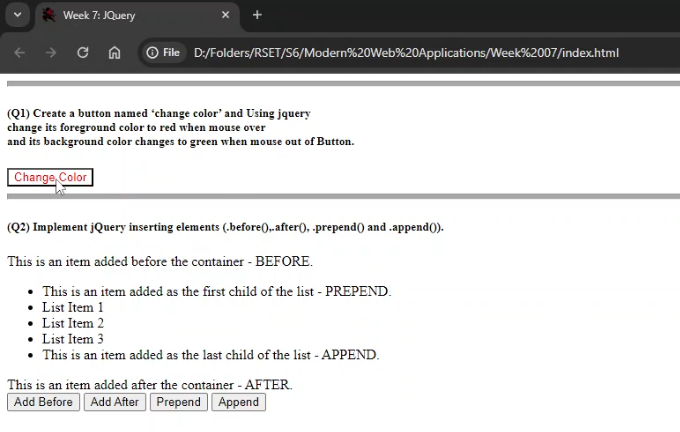 Week 7: JQuery
File
D:/Folders/RSET/S6/Modern%20Web%20Applications/Week%2007/index.html
(Q1) Create a button named ‘change color’ and Using jquery
change its foreground color to red when mouse over
and its background color changes to green when mouse out of Button.
Change Color
(Q2) Implement jQuery inserting elements (.before(),.after(), .prepend() and .append()).
This is an item added before the container - BEFORE.
• This is an item added as the first child of the list - PREPEND.
• List Item 1
• List Item 2
• List Item 3
• This is an item added as the last child of the list - APPEND.
This is an item added after the container - AFTER.
Add Before Add After Prepend Append